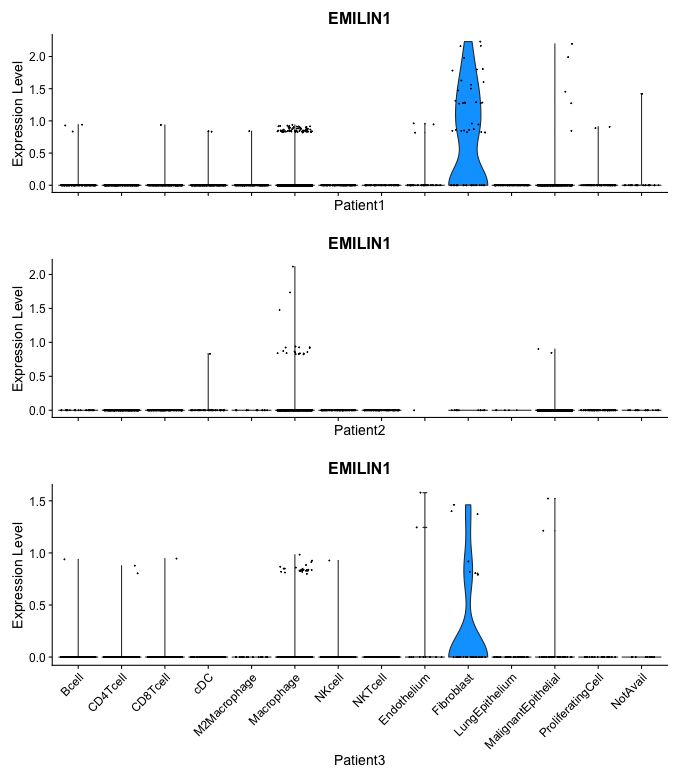 EMILIN1
Expression Level
2.0
1.5
1.0
0.5
0.0
Patient1
EMILIN1
Expression Level
2.0
1.5
1.0
0.5
0.0
Patient2
EMILIN1
Expression Level
1.5
1.0
0.5
0.0
Bcell
CD4Tcell
CD8Tcell
cDC
M2Macrophage
Macrophage
NKcell
NKTcell
Endothelium
Fibroblast
LungEpithelium
MalignantEpithelial
ProliferatingCell
NotAvail
Patient3